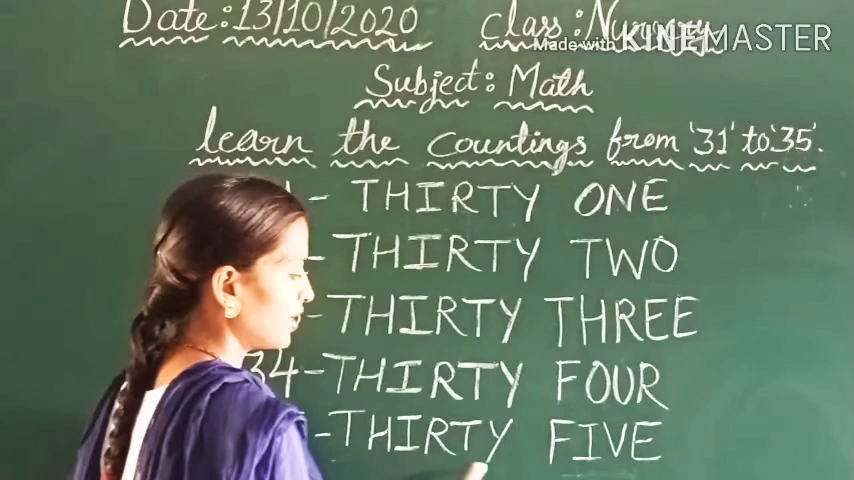 Date:13/10/2020 class:Nursery
Made with KINEMASTER
Subject: Math
learn the countings from '31' to '35'.
- THIRTY ONE
- THIRTY TWO
- THIRTY THREE
34 - THIRTY FOUR
- THIRTY FIVE